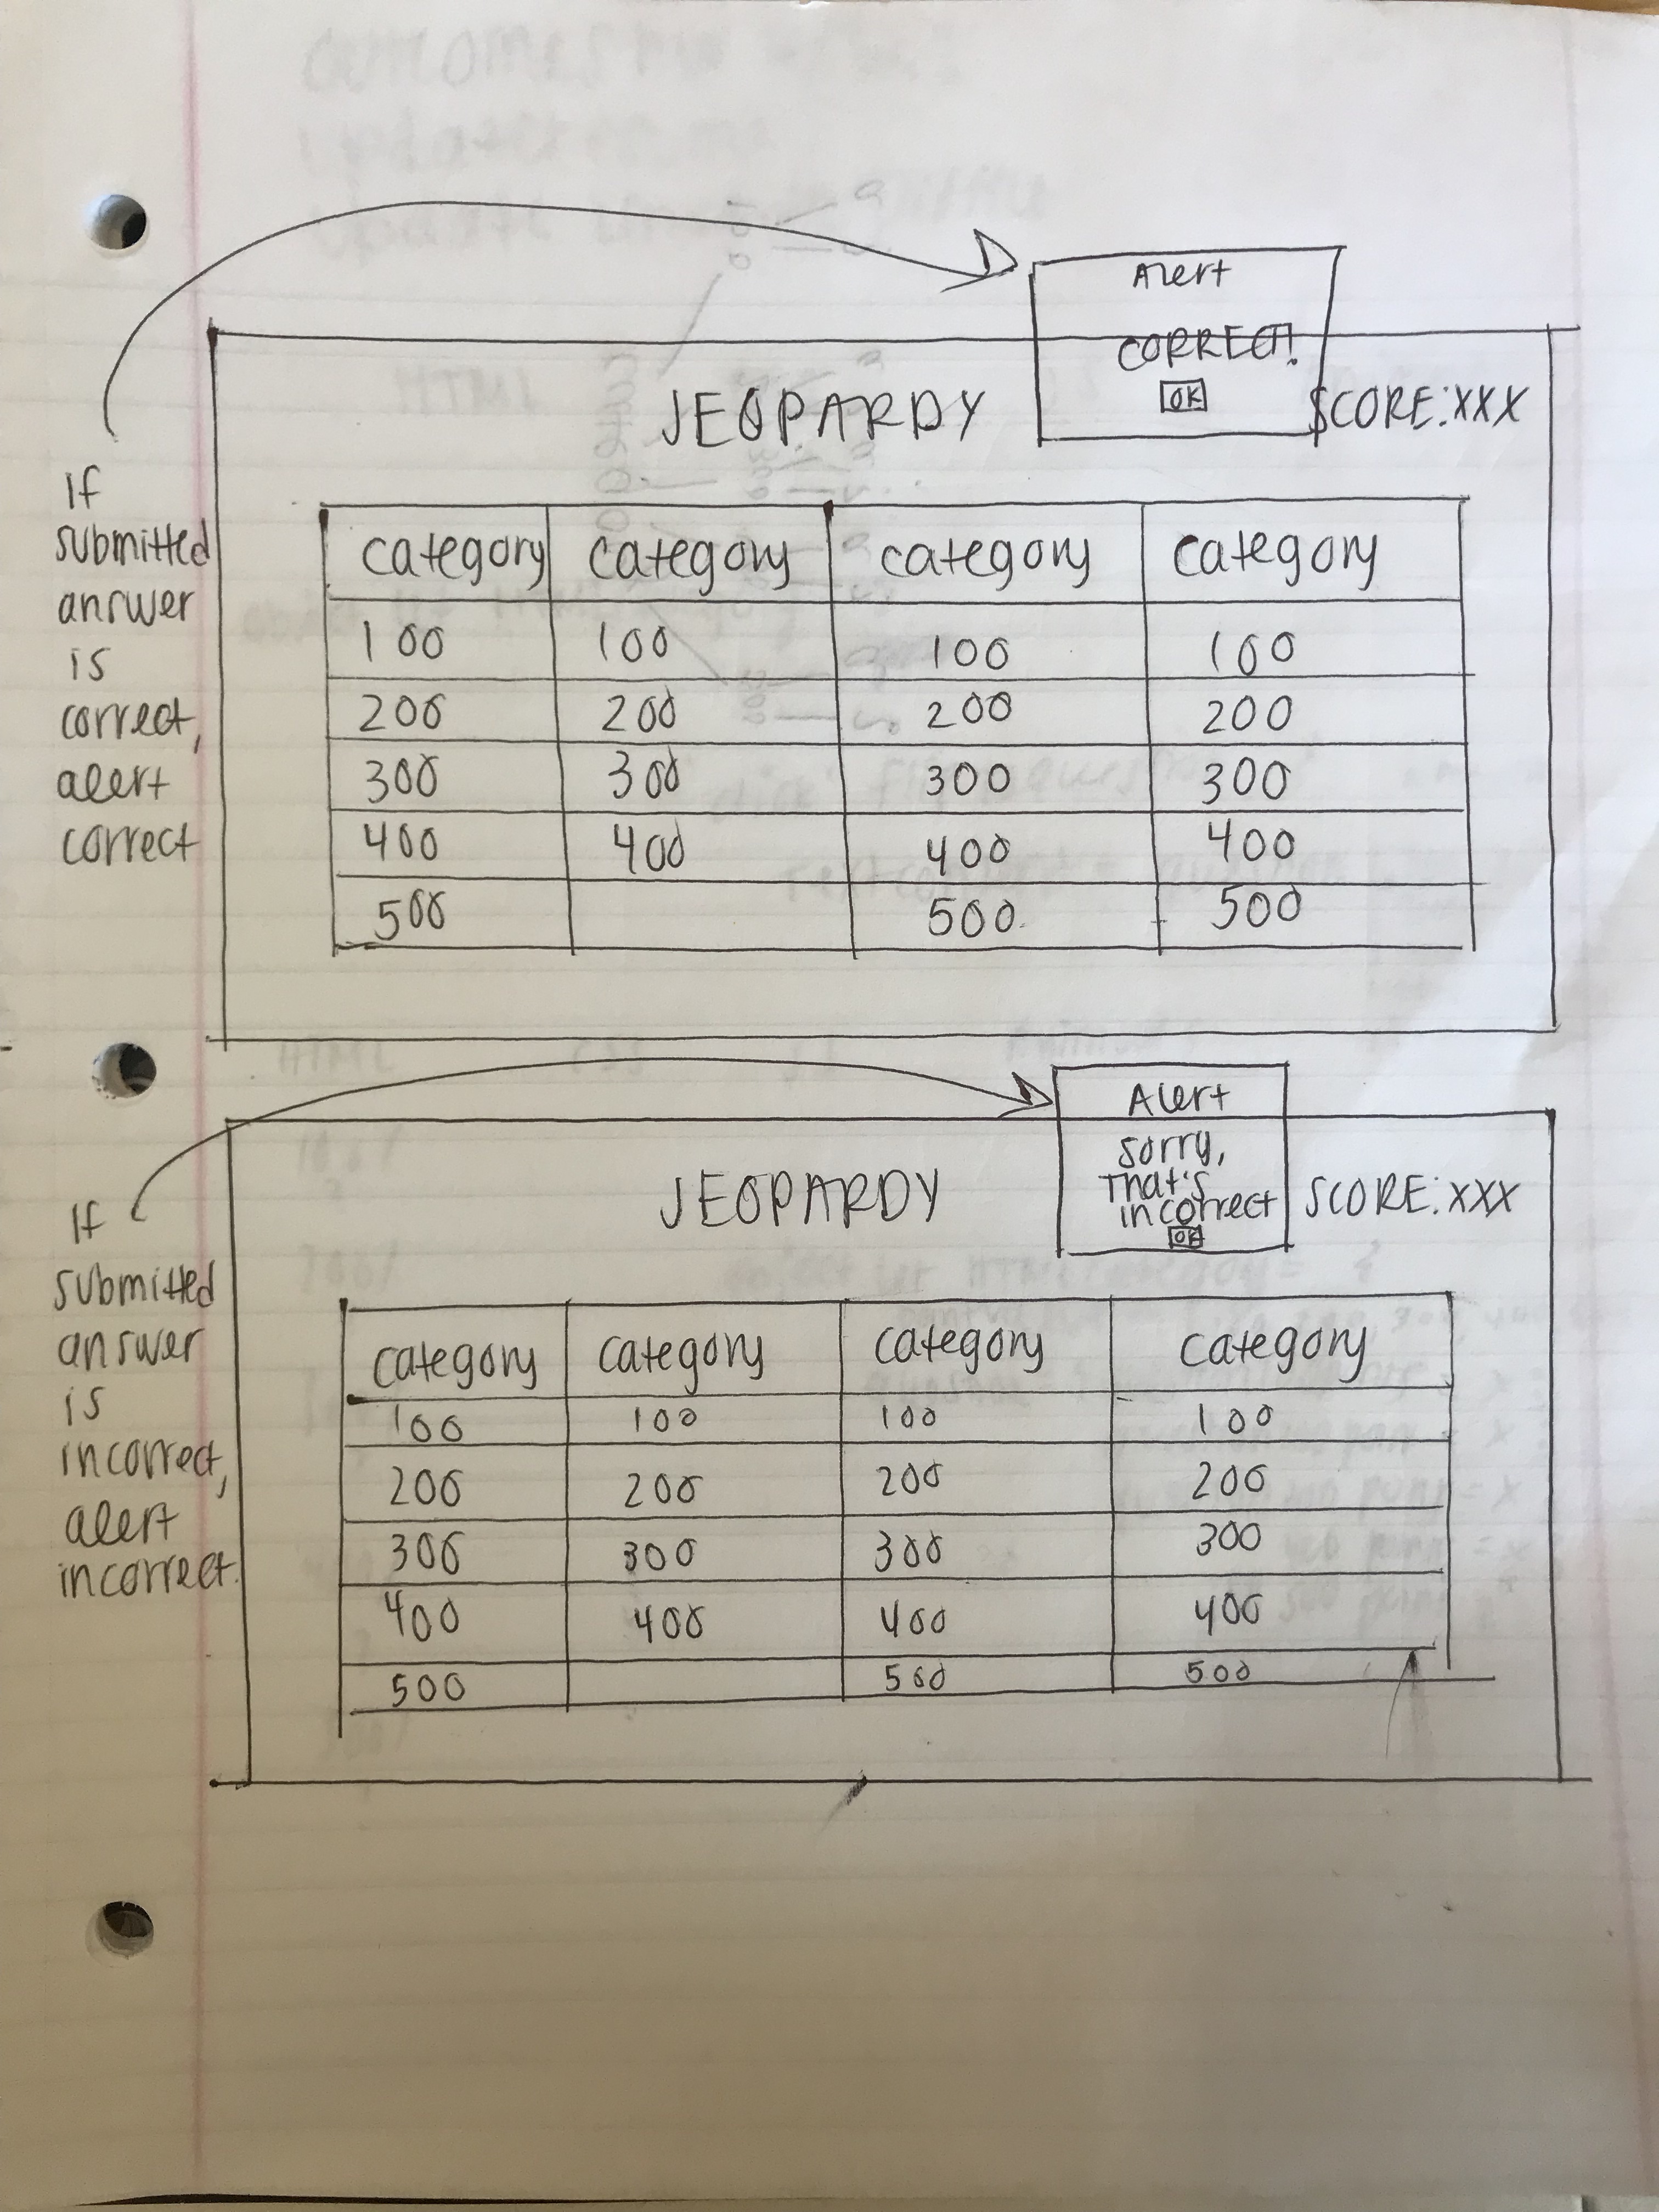 Alert
CORRECT!
OK
JEOPARDY
SCORE: XXX
If
submitted
answer
is
correct,
alert
correct
category category category category
100 100 100 100
200 200 200 200
300 300 300 300
400 400 400 400
500 500 500
Alert
Sorry,
That's
incorrect
OK
JEOPARDY
SCORE: XXX
If
submitted
answer
is
incorrect,
alert
incorrect.
category category category category
100 100 100 100
200 200 200 200
300 300 300 300
400 400 400 400
500 500 500